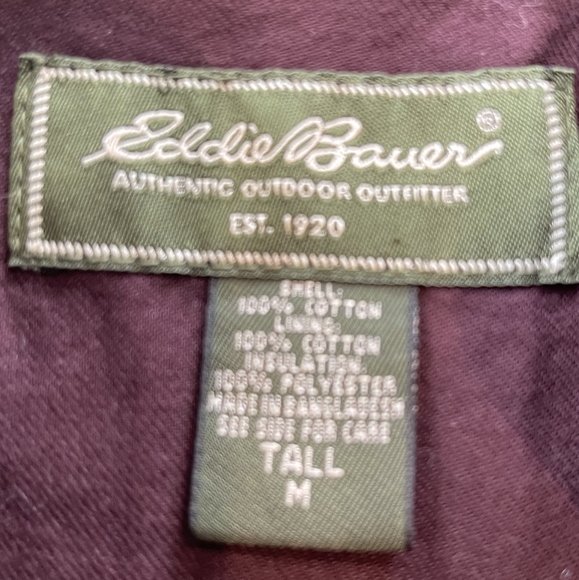 Eddie Bauer®
AUTHENTIC OUTDOOR OUTFITTER
EST. 1920
SHELL:
100% COTTON
LINING:
100% COTTON
INSULATION:
100% POLYESTER
MADE IN BANGLADESH
SEE SIDE FOR CARE
TALL
M